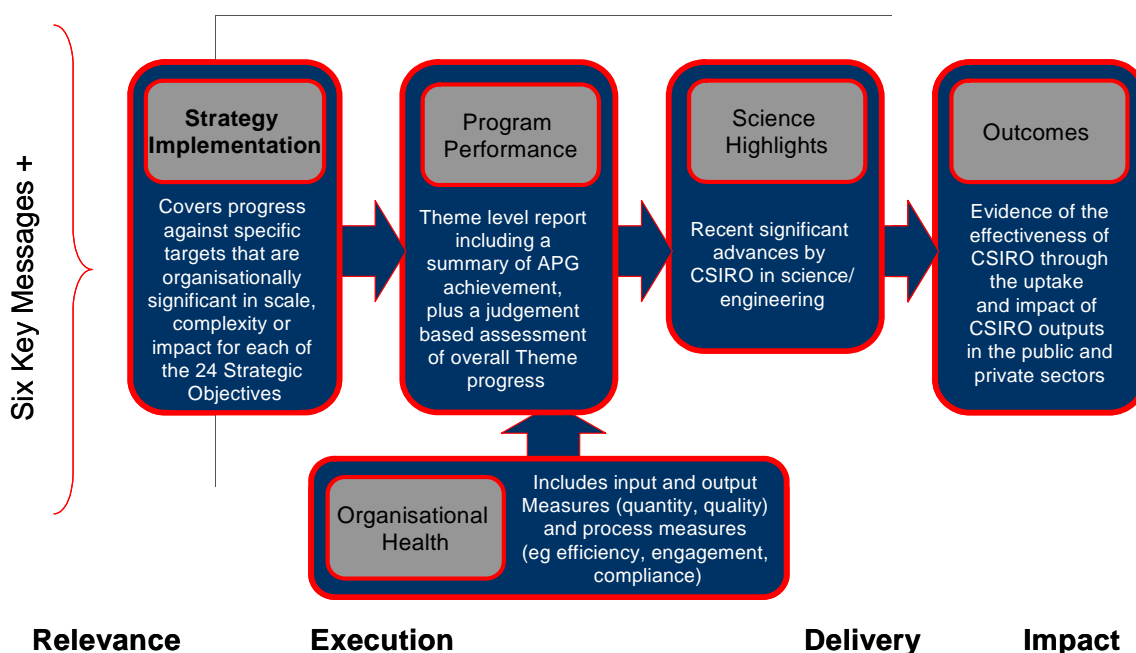 Six Key Messages +
Strategy
Implementation
Covers progress
against specific
targets that are
organisationally
significant in scale,
complexity or
impact for each of
the 24 Strategic
Objectives
Program
Performance
Theme level report
including a
summary of APG
achievement,
plus a judgement
based assessment
of overall Theme
progress
Science
Highlights
Recent significant
advances by
CSIRO in science/
engineering
Outcomes
Evidence of the
effectiveness of
CSIRO through
the uptake
and impact of
CSIRO outputs
in the public and
private sectors
Organisational
Health
Includes input and output
Measures (quantity, quality)
and process measures
(eg efficiency, engagement,
compliance)
Relevance Execution Delivery Impact